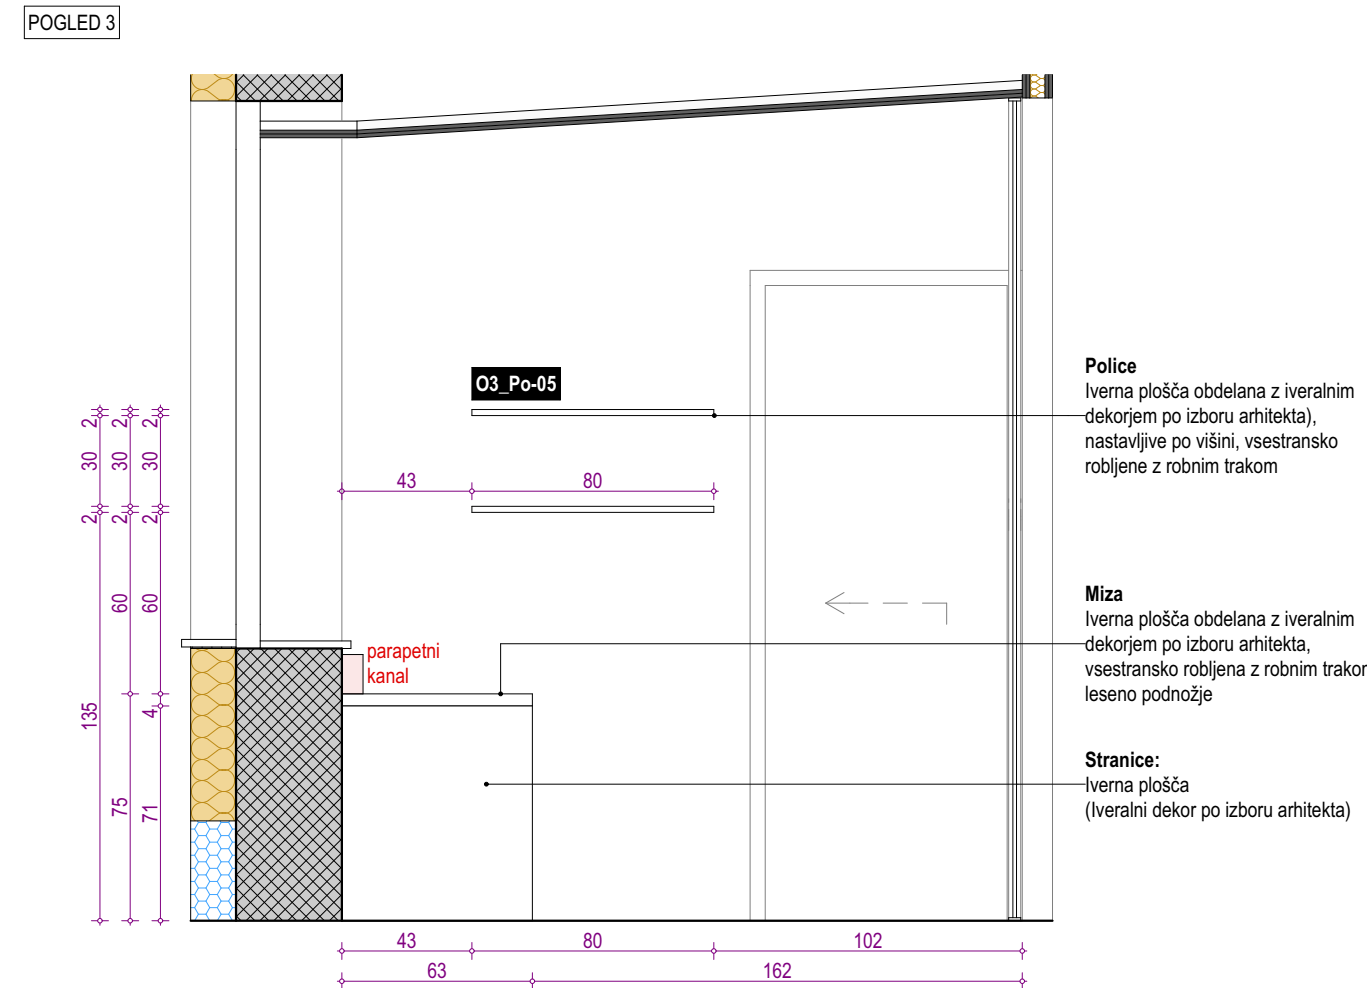 POGLED 3
O3_Po-05
Police
Iverna plošča obdelana z iveralnim
dekorjem po izboru arhitekta),
nastavljive po višini, vsestransko
robljene z robnim trakom
2 2 2
30 30 30
43 80
2 2 2
60 60
Miza
Iverna plošča obdelana z iveralnim
dekorjem po izboru arhitekta,
vsestransko robljena z robnim trakom
leseno podnožje
parapetni
kanal
135 4
75 71
Stranice:
Iverna plošča
(Iveralni dekor po izboru arhitekta)
43 80 102
63 162